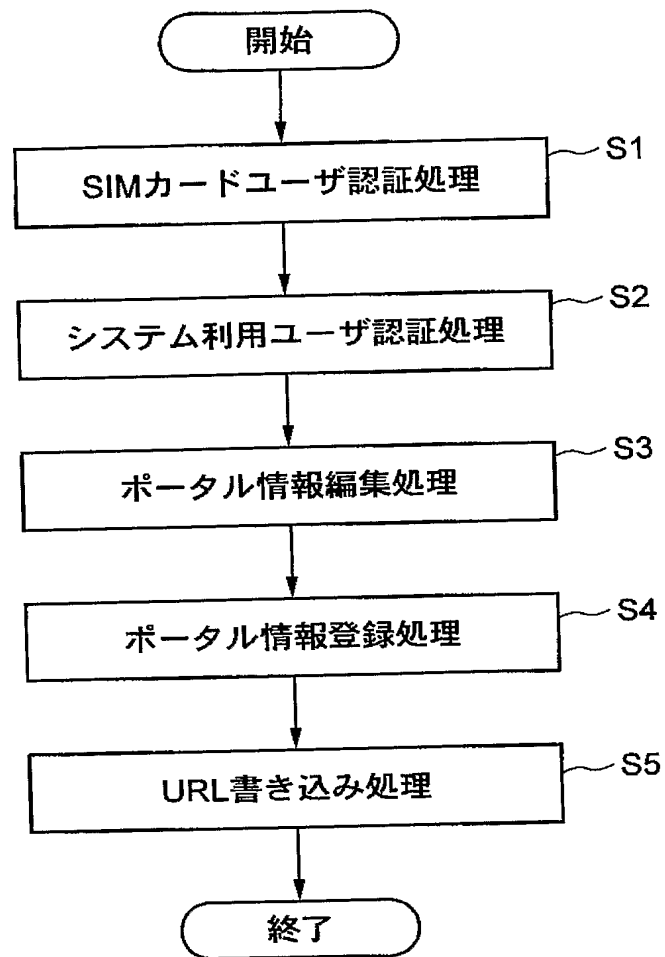 開始
SIMカードユーザ認証処理
S1
システム利用ユーザ認証処理
S2
ポータル情報編集処理
S3
ポータル情報登録処理
S4
URL書き込み処理
S5
終了